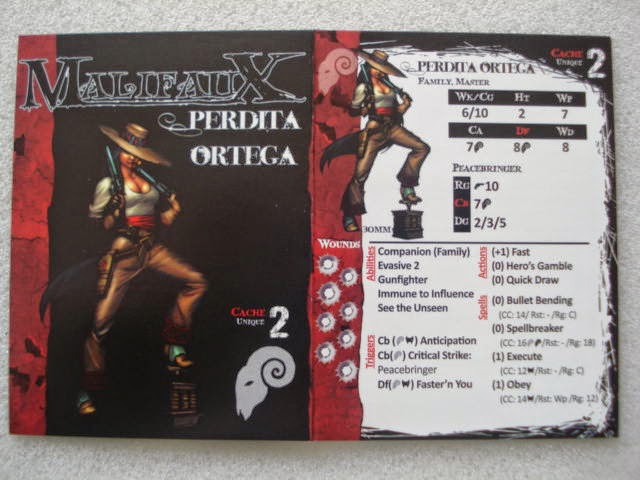 MALIFAUX
PERDITA
ORTEGA
CACHE
UNIQUE
2
PERDITA ORTEGA
FAMILY, MASTER
CACHE
UNIQUE
2
WK/CG HT WP
6/10 2 7
CA DF WD
7 8 8
PEACEBRINGER
RG 10
CB 7
DG 2/3/5
30MM
WOUNDS
Abilities
Companion (Family)
Evasive 2
Gunfighter
Immune to Influence
See the Unseen
Triggers
Cb ( ) Anticipation
Cb( ) Critical Strike:
Peacebringer
Df( ) Faster'n You
Actions
(+1) Fast
(0) Hero's Gamble
(0) Quick Draw
Spells
(0) Bullet Bending
(CC: 14/ Rst: - /Rg: C)
(0) Spellbreaker
(CC: 16 /Rst: - /Rg: 18)
(1) Execute
(CC: 12 /Rst: - /Rg: C)
(1) Obey
(CC: 14 /Rst: Wp /Rg: 12)